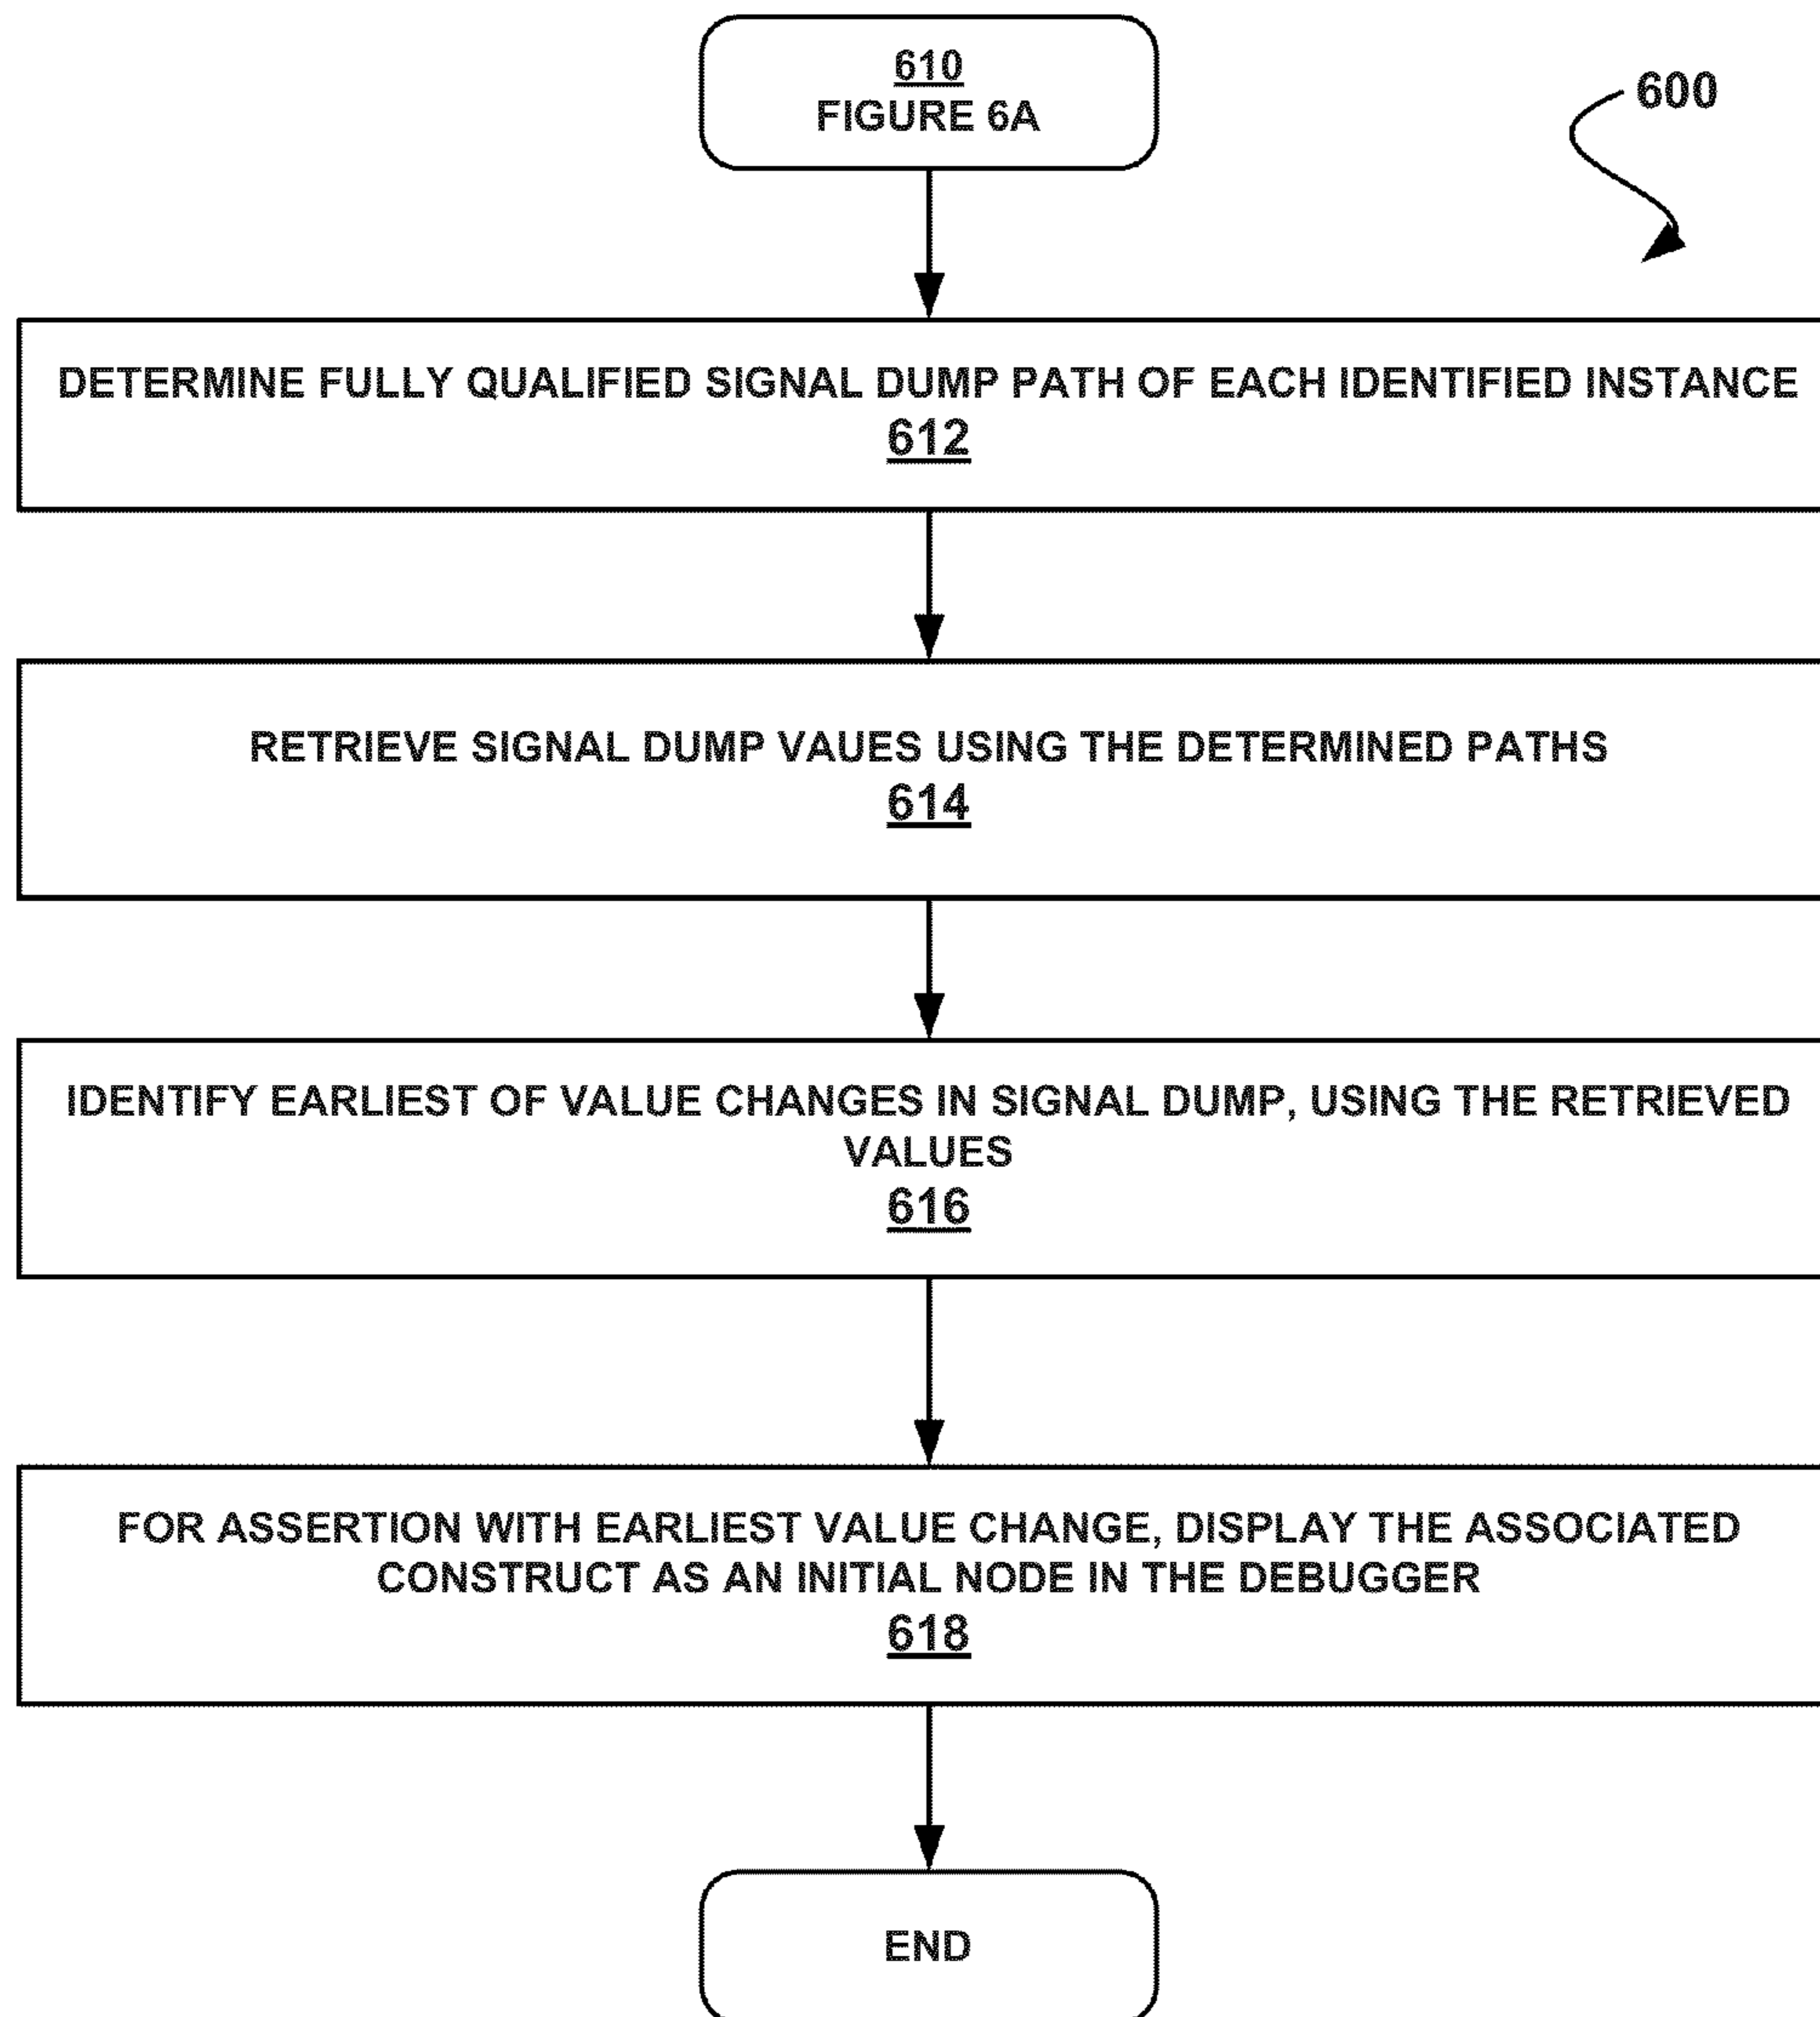 610
FIGURE 6A
600
DETERMINE FULLY QUALIFIED SIGNAL DUMP PATH OF EACH IDENTIFIED INSTANCE
612
RETRIEVE SIGNAL DUMP VAUES USING THE DETERMINED PATHS
614
IDENTIFY EARLIEST OF VALUE CHANGES IN SIGNAL DUMP, USING THE RETRIEVED
VALUES
616
FOR ASSERTION WITH EARLIEST VALUE CHANGE, DISPLAY THE ASSOCIATED
CONSTRUCT AS AN INITIAL NODE IN THE DEBUGGER
618
END